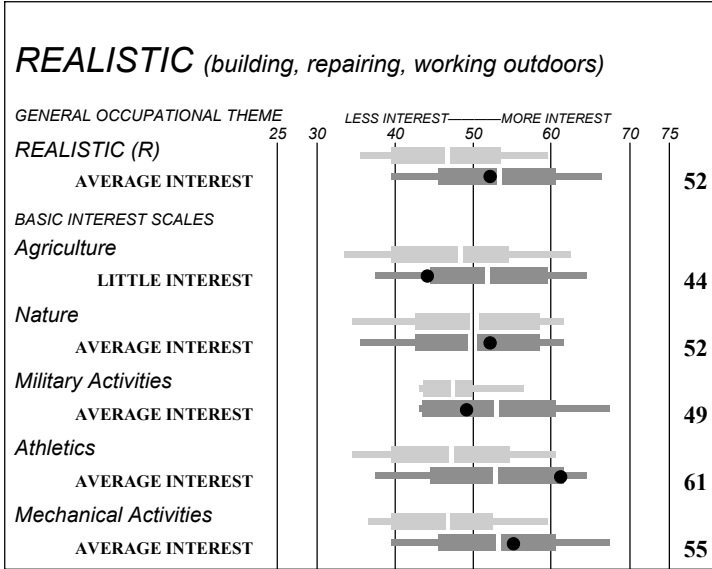 REALISTIC (building, repairing, working outdoors)
GENERAL OCCUPATIONAL THEME LESS INTEREST MORE INTEREST
25 30 40 50 60 70 75
REALISTIC (R)
AVERAGE INTEREST 52
BASIC INTEREST SCALES
Agriculture
LITTLE INTEREST 44
Nature
AVERAGE INTEREST 52
Military Activities
AVERAGE INTEREST 49
Athletics
AVERAGE INTEREST 61
Mechanical Activities
AVERAGE INTEREST 55